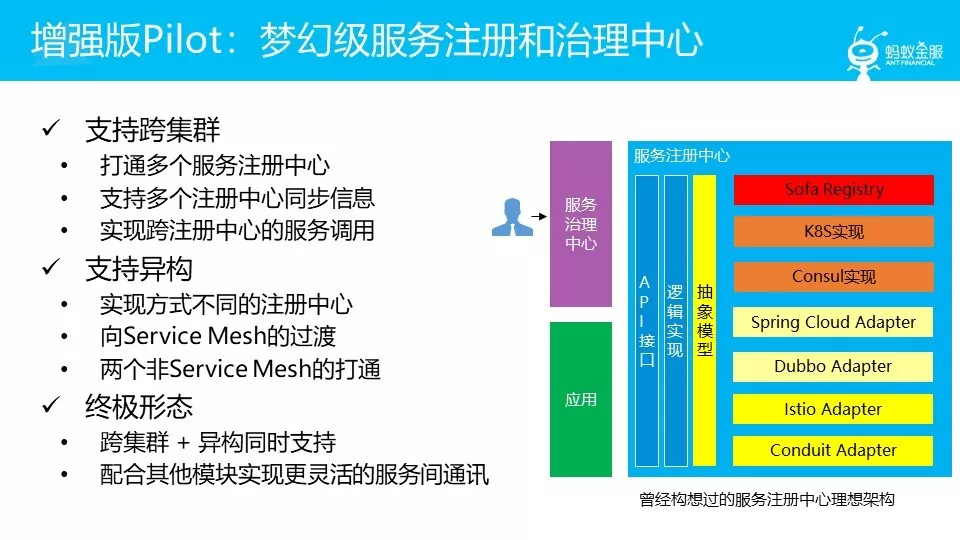 增强版Pilot：梦幻级服务注册和治理中心
蚂蚁金服
ANT FINANCIAL
✓ 支持跨集群
• 打通多个服务注册中心
• 支持多个注册中心同步信息
• 实现跨注册中心的服务调用
✓ 支持异构
• 实现方式不同的注册中心
• 向Service Mesh的过渡
• 两个非Service Mesh的打通
✓ 终极形态
• 跨集群 + 异构同时支持
• 配合其他模块实现更灵活的服务间通讯
服务
治理
中心
应用
服务注册中心
API接口
逻辑实现
抽象模型
Sofa Registry
K8S实现
Consul实现
Spring Cloud Adapter
Dubbo Adapter
Istio Adapter
Conduit Adapter
曾经构想过的服务注册中心理想架构